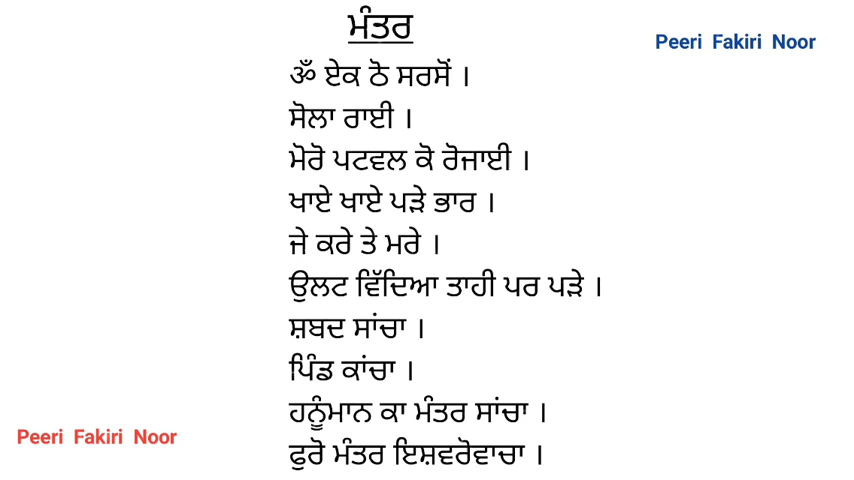 ਮੰਤਰ
Peeri Fakiri Noor
ॐ ਏਕ ਠੋ ਸਰਸੋਂ ।
ਸੋਲਾ ਰਾਈ ।
ਮੋਰੋ ਪਟਵਲ ਕੋ ਰੋਜਾਈ ।
ਖਾਏ ਖਾਏ ਪੜੇ ਭਾਰ ।
ਜੇ ਕਰੇ ਤੇ ਮਰੇ ।
ਉਲਟ ਵਿੱਦਿਆ ਤਾਹੀ ਪਰ ਪੜੇ ।
ਸ਼ਬਦ ਸਾਂਚਾ ।
ਪਿੰਡ ਕਾਂਚਾ ।
ਹਨੂੰਮਾਨ ਕਾ ਮੰਤਰ ਸਾਂਚਾ ।
Peeri Fakiri Noor
ਫੁਰੋ ਮੰਤਰ ਇਸ਼ਵਰੋਵਾਚਾ ।